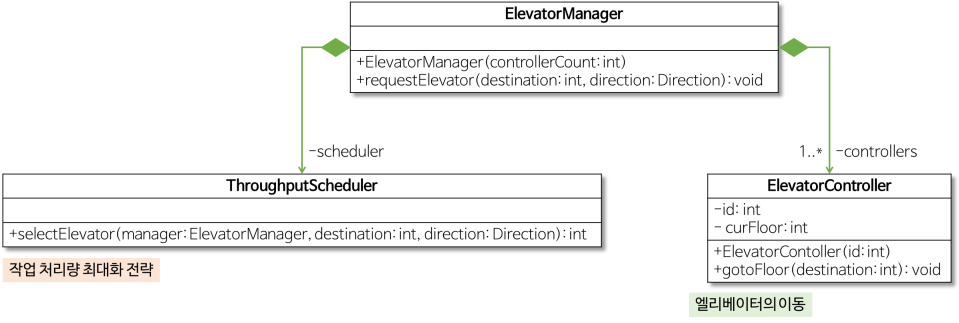 ElevatorManager
+ElevatorManager(controllerCount: int)
+requestElevator(destination: int, direction: Direction): void
-scheduler
1..* -controllers
ThroughputScheduler
+selectElevator(manager: ElevatorManager, destination: int, direction: Direction): int
작업 처리량 최대화 전략
ElevatorController
-id: int
- curFloor: int
+ElevatorContoller(id: int)
+gotoFloor(destination: int): void
엘리베이터의 이동